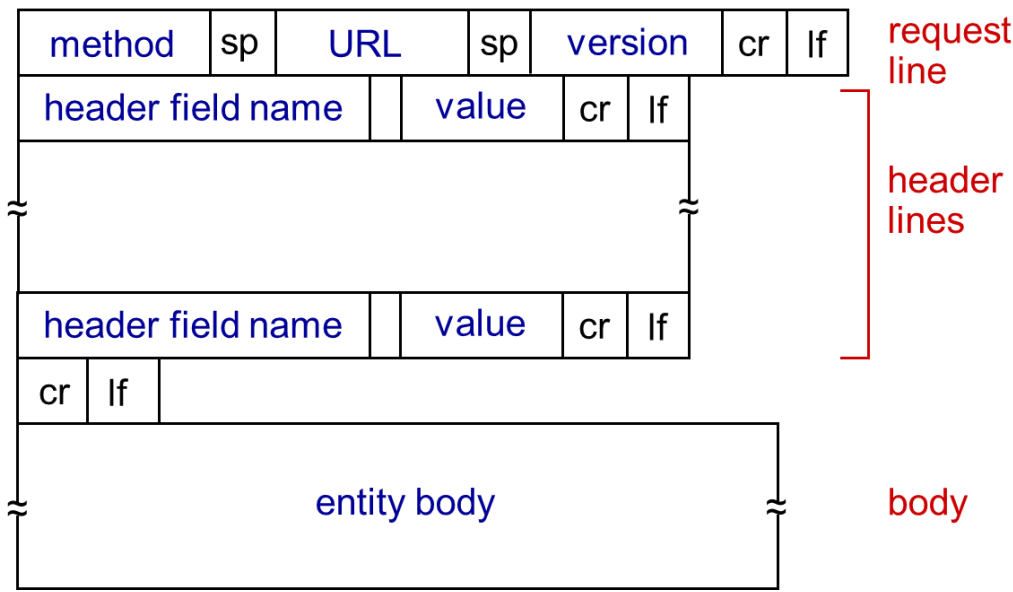 method sp URL sp version cr lf
request
line
header field name value cr lf
header
lines
header field name value cr lf
cr lf
entity body
body